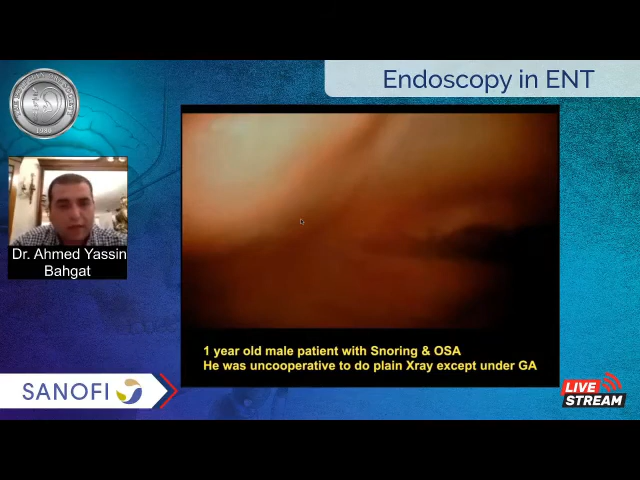 Endoscopy in ENT
1980
Dr. Ahmed Yassin
Bahgat
1 year old male patient with Snoring & OSA
He was uncooperative to do plain Xray except under GA
SANOFI
LIVE
STREAM